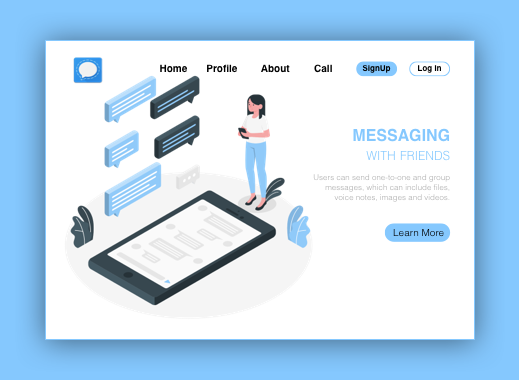 Home Profile About Call SignUp Log In
MESSAGING
WITH FRIENDS
Users can send one-to-one and group
messages, which can include files,
voice notes, images and videos.
Learn More